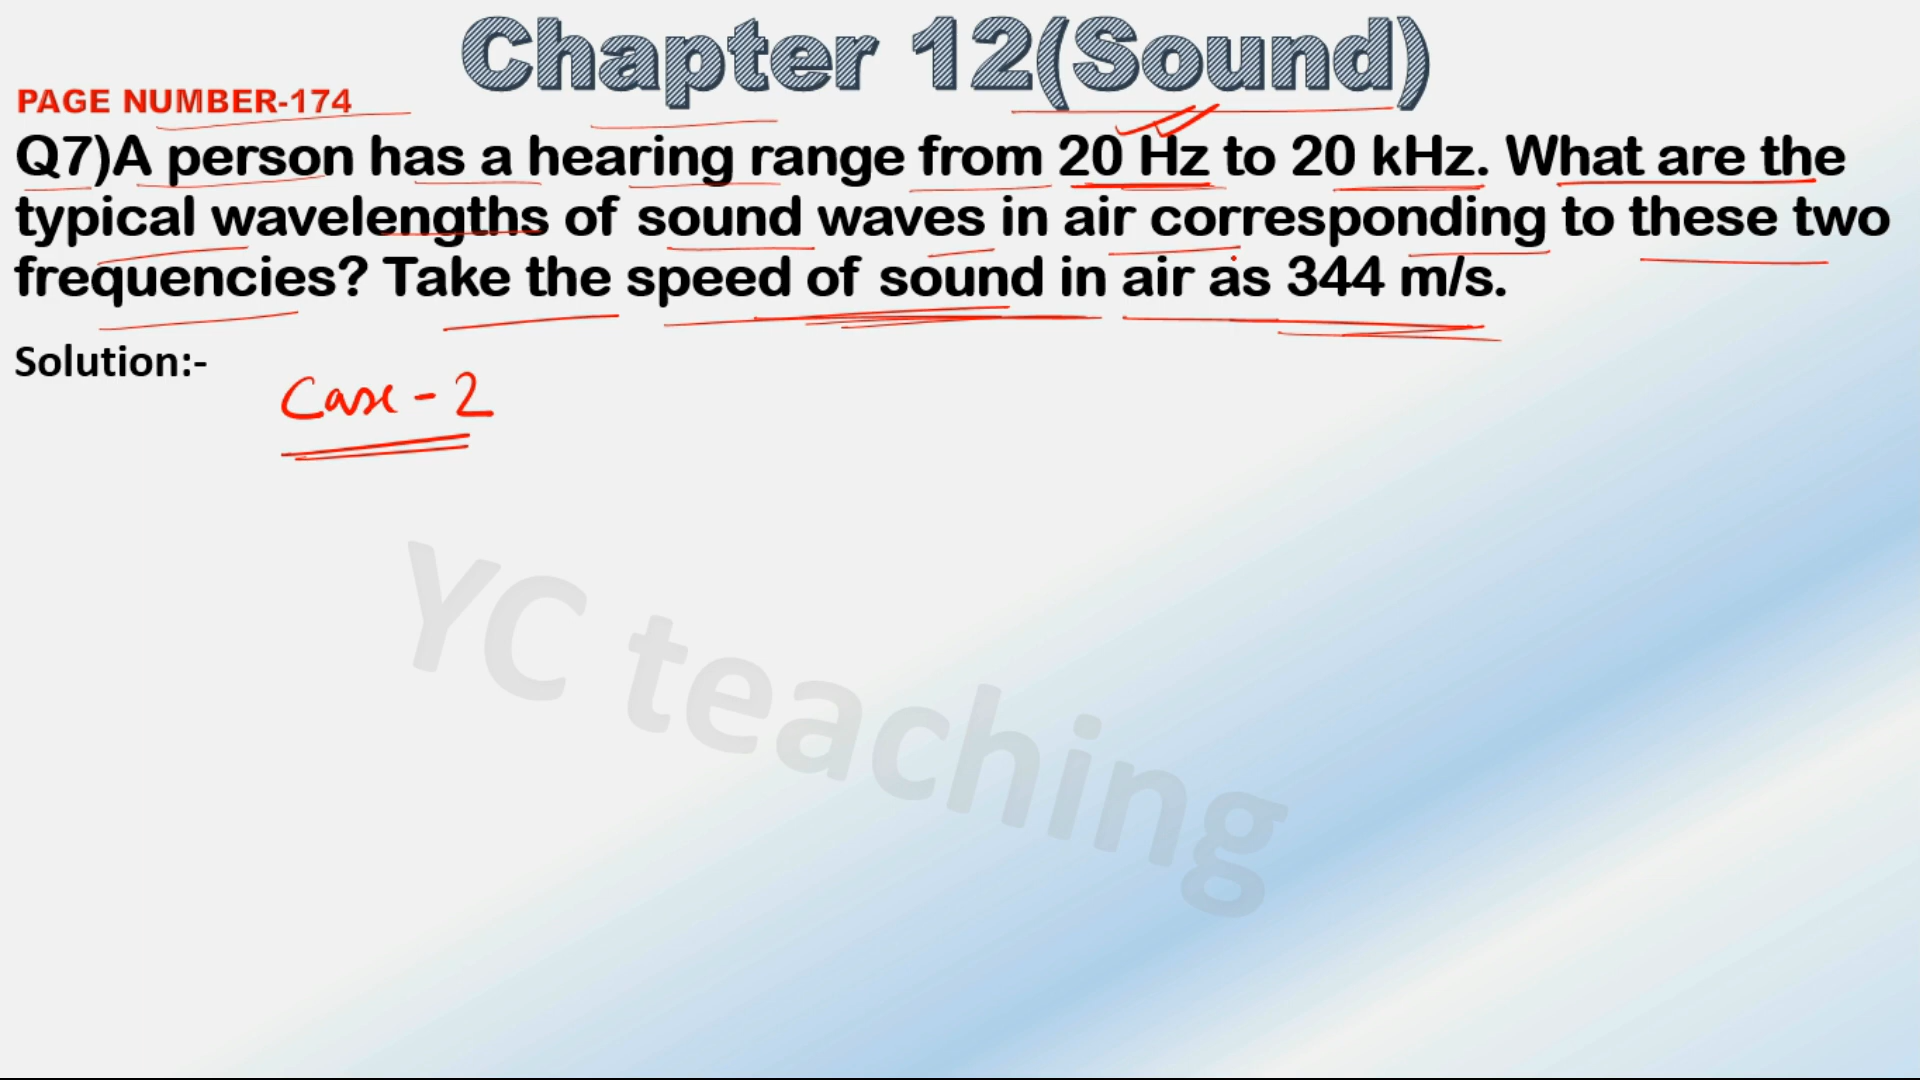 Chapter 12(Sound)
PAGE NUMBER-174
Q7)A person has a hearing range from 20 Hz to 20 kHz. What are the
typical wavelengths of sound waves in air corresponding to these two
frequencies? Take the speed of sound in air as 344 m/s.
Solution:-
Case - 2
YC teaching